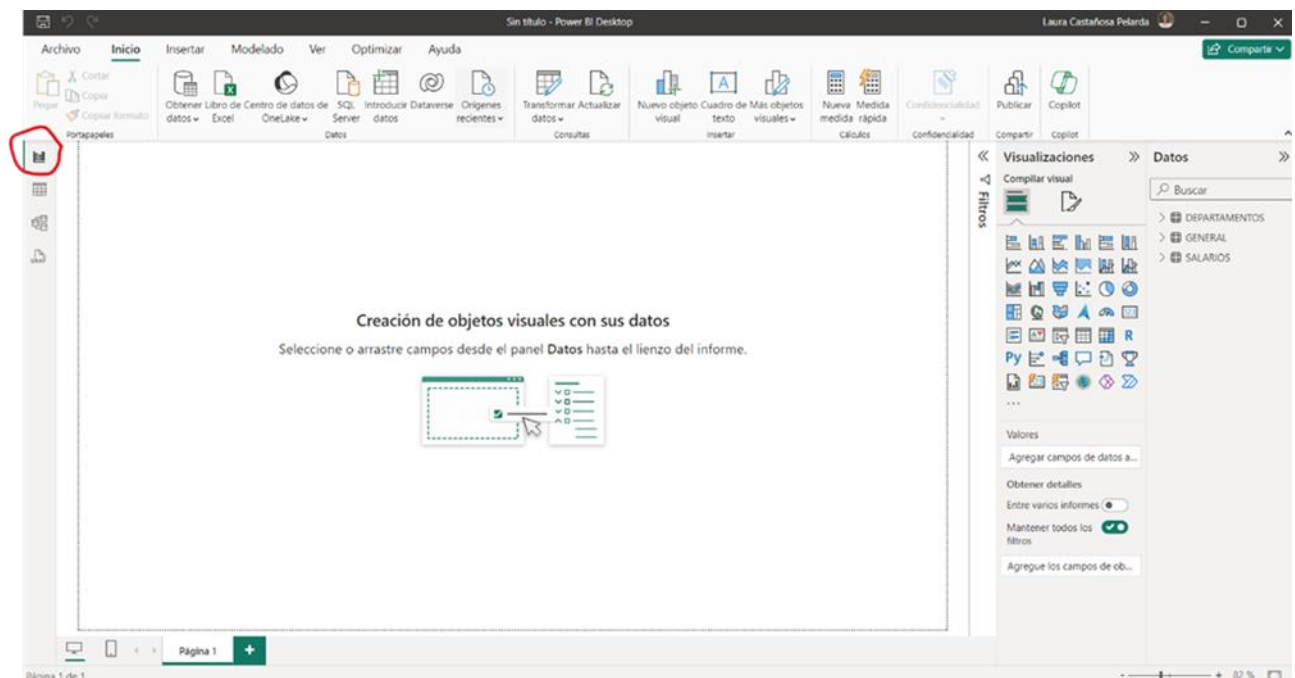 Sin título - Power BI Desktop
Laura Castañosa Pelarda
Archivo Inicio Insertar Modelado Ver Optimizar Ayuda
Compartir
Pegar
Cortar
Copia
Copiar formato
Portapapeles
Obtener datos
Libro de Excel
Centro de datos de OneLake
SQL Server
Introducir datos
Dataverse
Orígenes recientes
Datos
Transformar datos
Actualizar
Consultas
Nuevo objeto visual
Cuadro de texto
Más objetos visuales
Insertar
Nueva medida
Medida rápida
Cálculos
Confidencialidad
Confidencialidad
Publicar
Compartir
Copilot
Copilot
Filtros
Visualizaciones
Compilar visual
R
Py
...
Valores
Agregar campos de datos a...
Obtener detalles
Entre varios informes
Mantener todos los
filtros
Agregue los campos de ob...
Datos
Buscar
DEPARTAMENTOS
GENERAL
SALARIOS
Creación de objetos visuales con sus datos
Seleccione o arrastre campos desde el panel Datos hasta el lienzo del informe.
Página 1
Página 1 de 1
82 %